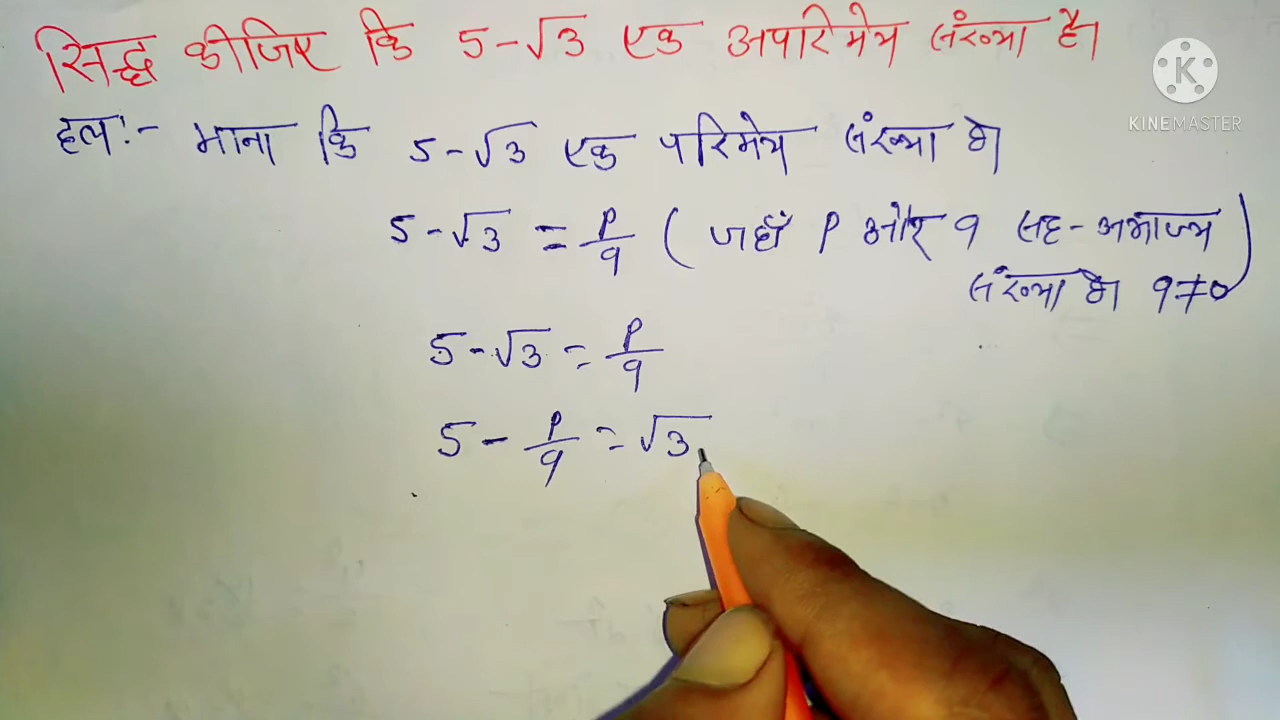 सिद्ध कीजिए कि 5-√3 एक अपरिमेय संख्या है।
KINEMASTER
हल:- माना कि 5-√3 एक परिमेय संख्या है।
5-√3 = p/q ( जहाँ p और q सह-अभाज्य
संख्या है। q≠0 )
5-√3 = p/q
5 - p/q = √3